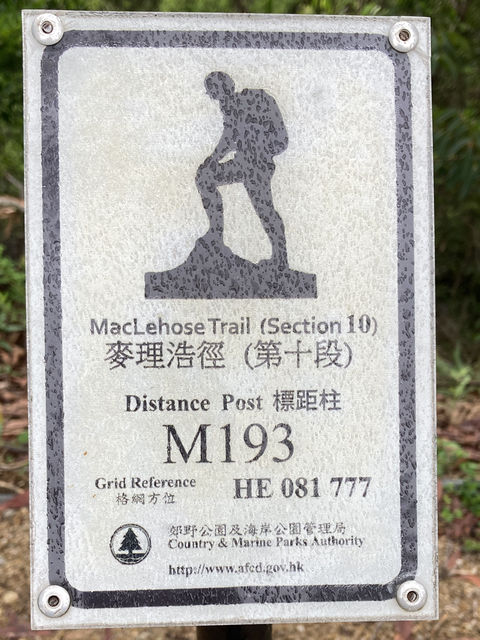 MacLehose Trail (Section 10)
麥理浩徑 (第十段)
Distance Post 標距柱
M193
Grid Reference HE 081 777
格網方位
郊野公園及海岸公園管理局
Country & Marine Parks Authority
http://www.afcd.gov.hk